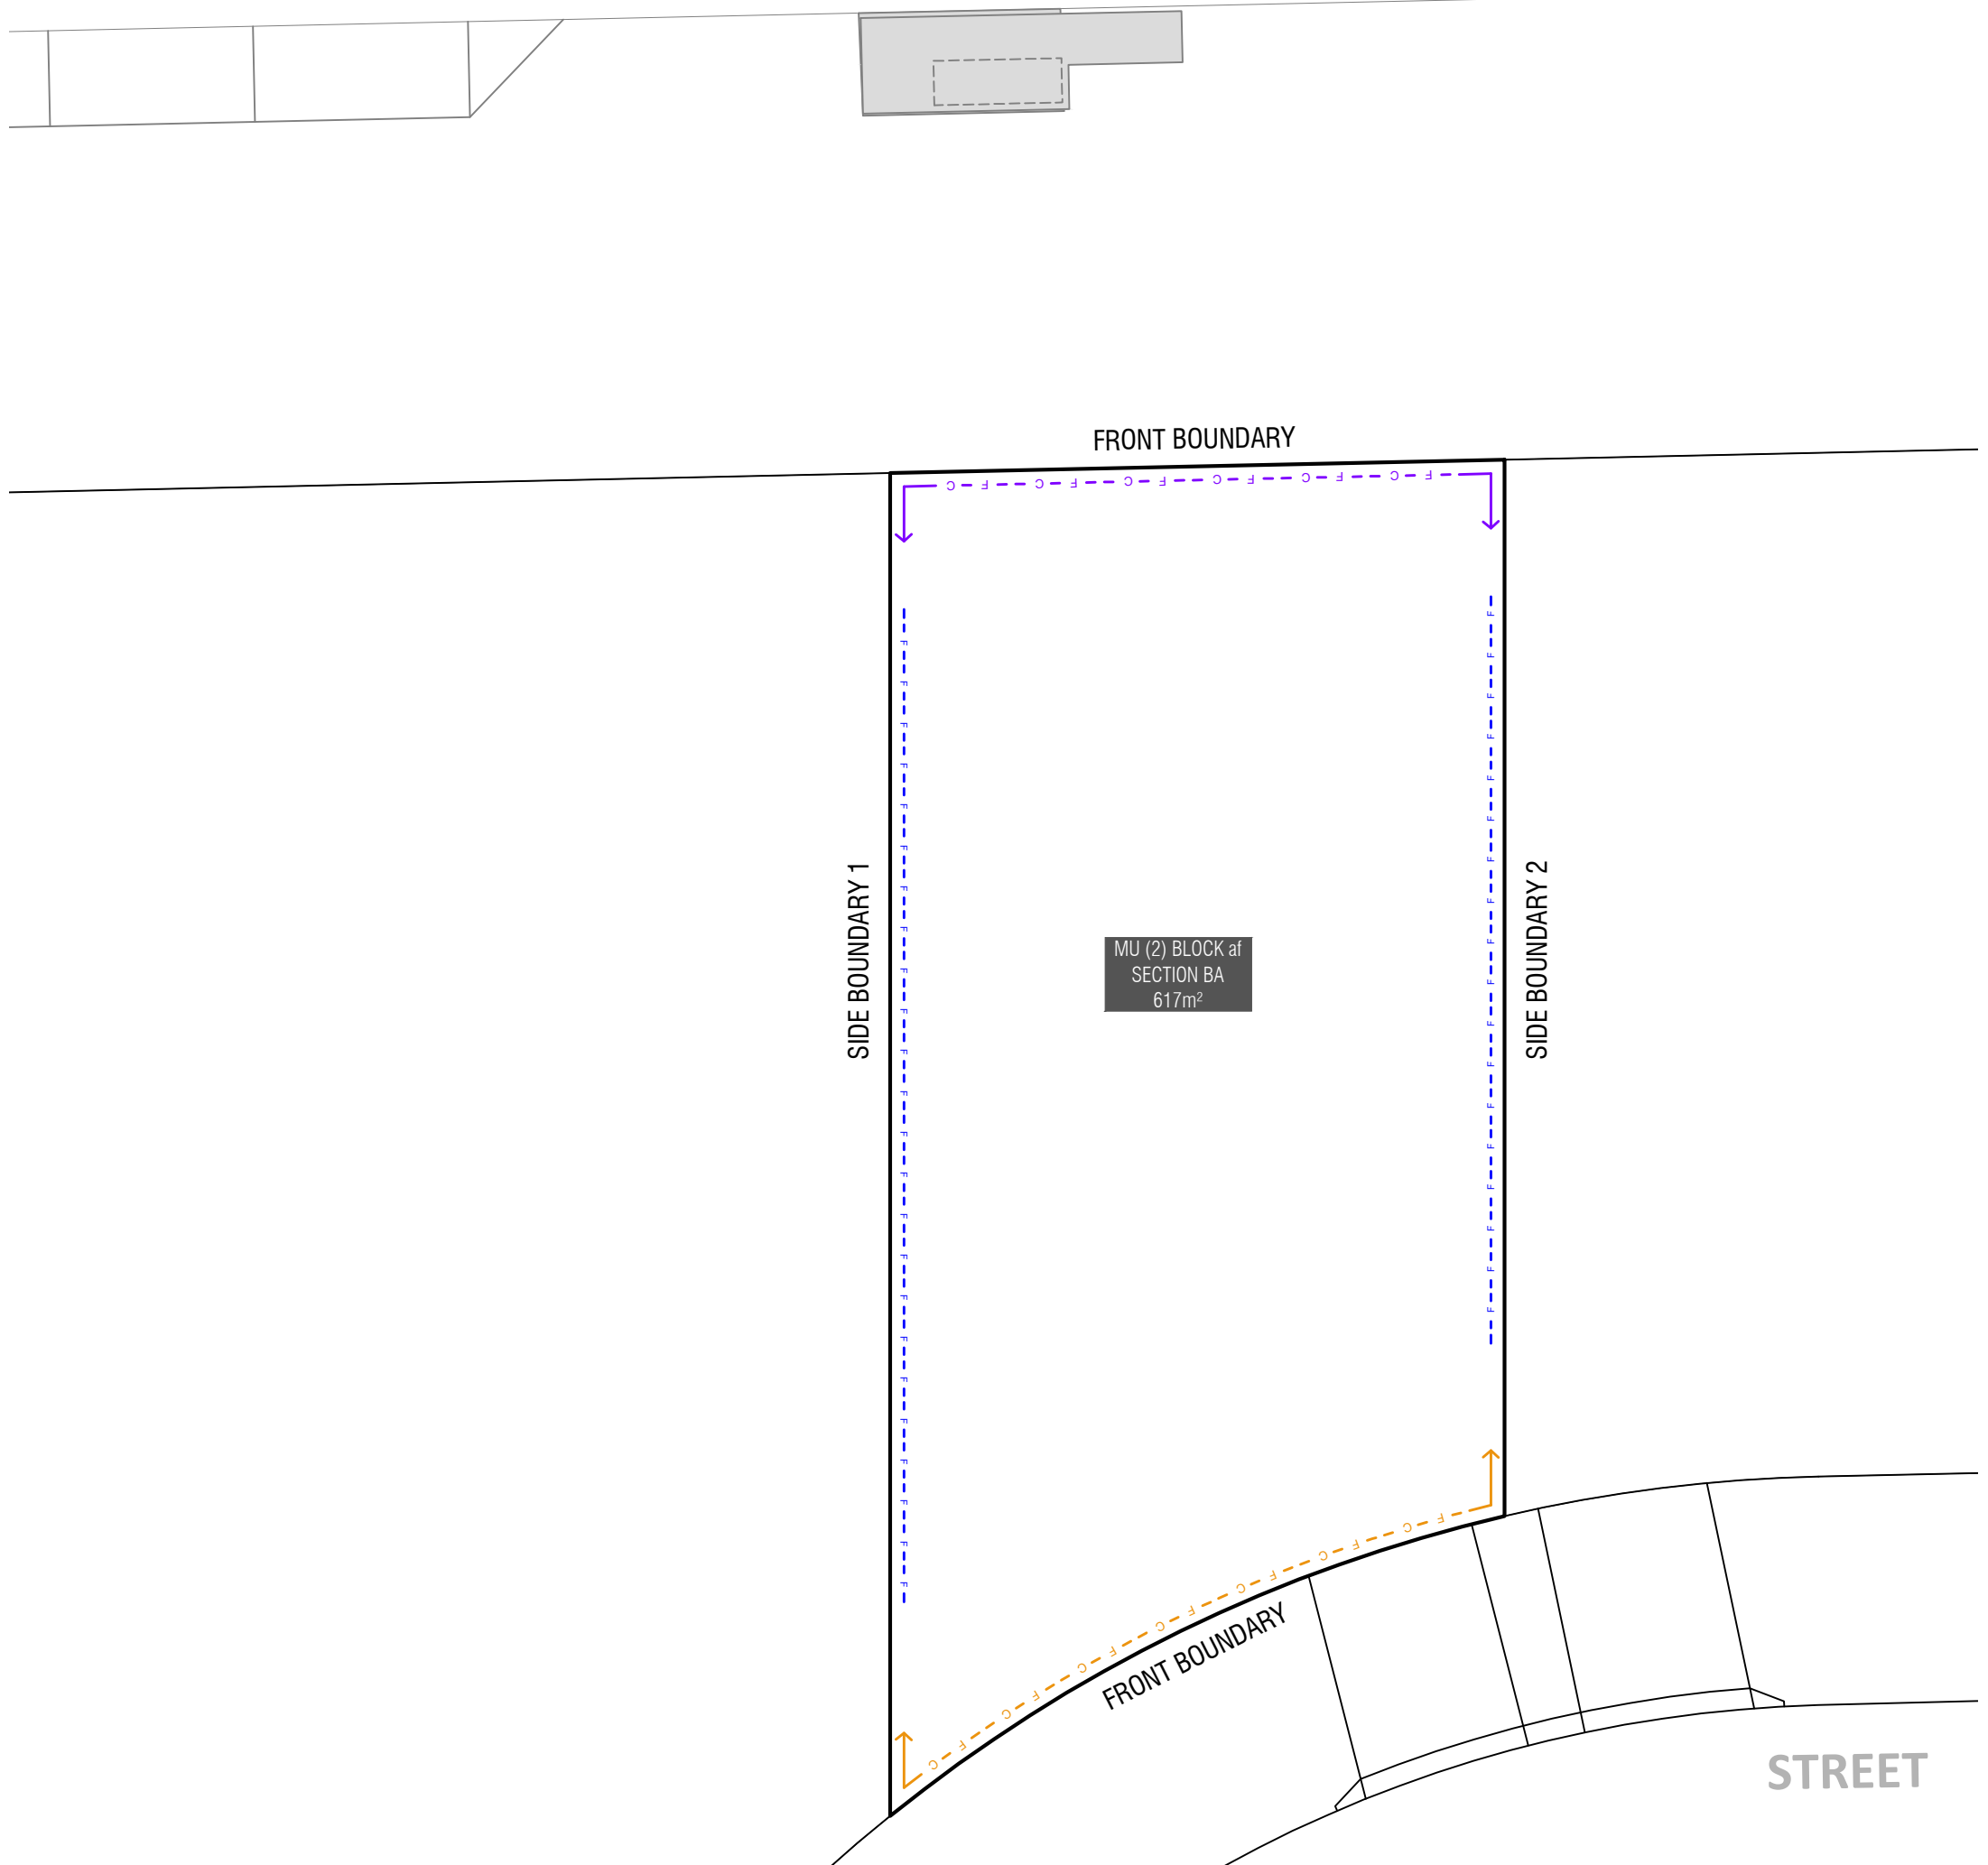 FRONT BOUNDARY
C F C F C F C F C F C F
SIDE BOUNDARY 1
MU (2) BLOCK af
SECTION BA
617m²
SIDE BOUNDARY 2
C F C F C F C F C F C F C F
FRONT BOUNDARY
STREET